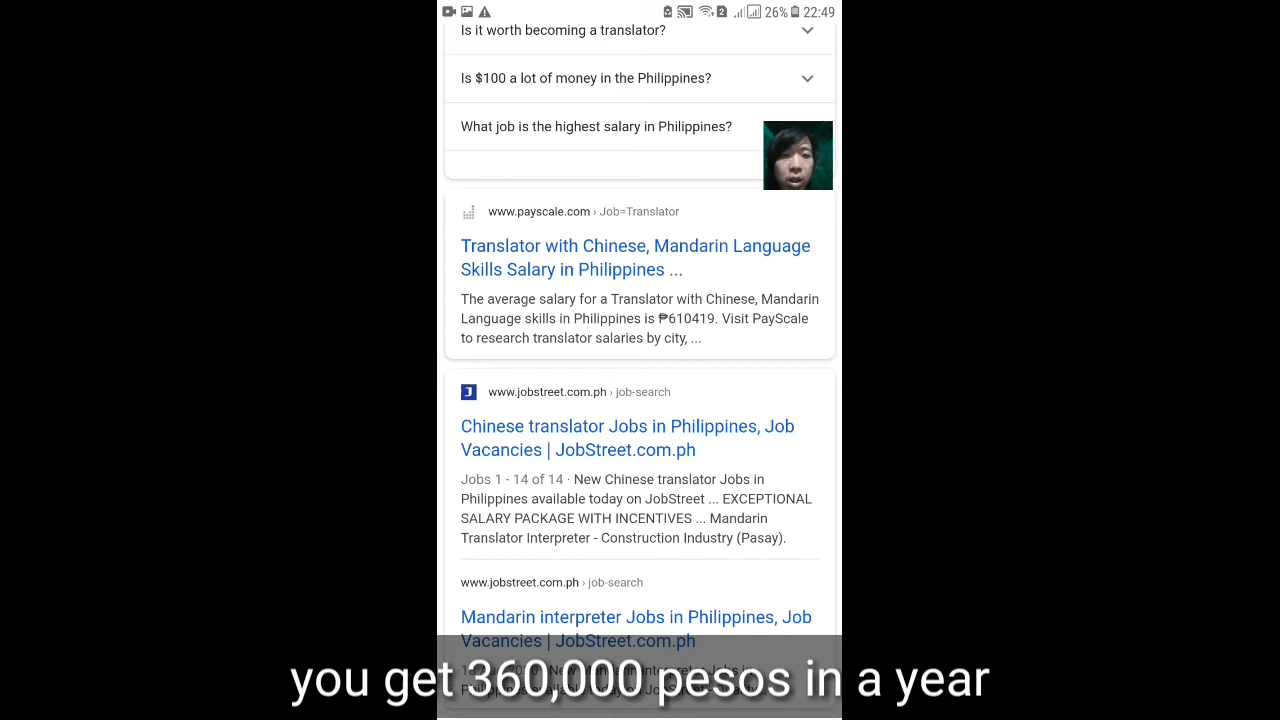 26% 22:49
Is it worth becoming a translator?
Is $100 a lot of money in the Philippines?
What job is the highest salary in Philippines?
www.payscale.com › Job=Translator
Translator with Chinese, Mandarin Language
Skills Salary in Philippines ...
The average salary for a Translator with Chinese, Mandarin
Language skills in Philippines is ₱610419. Visit PayScale
to research translator salaries by city, ...
www.jobstreet.com.ph › job-search
Chinese translator Jobs in Philippines, Job
Vacancies | JobStreet.com.ph
Jobs 1 - 14 of 14 · New Chinese translator Jobs in
Philippines available today on JobStreet ... EXCEPTIONAL
SALARY PACKAGE WITH INCENTIVES ... Mandarin
Translator Interpreter - Construction Industry (Pasay).
www.jobstreet.com.ph › job-search
Mandarin interpreter Jobs in Philippines, Job
Vacancies | JobStreet.com.ph
you get 360,000 pesos in a year